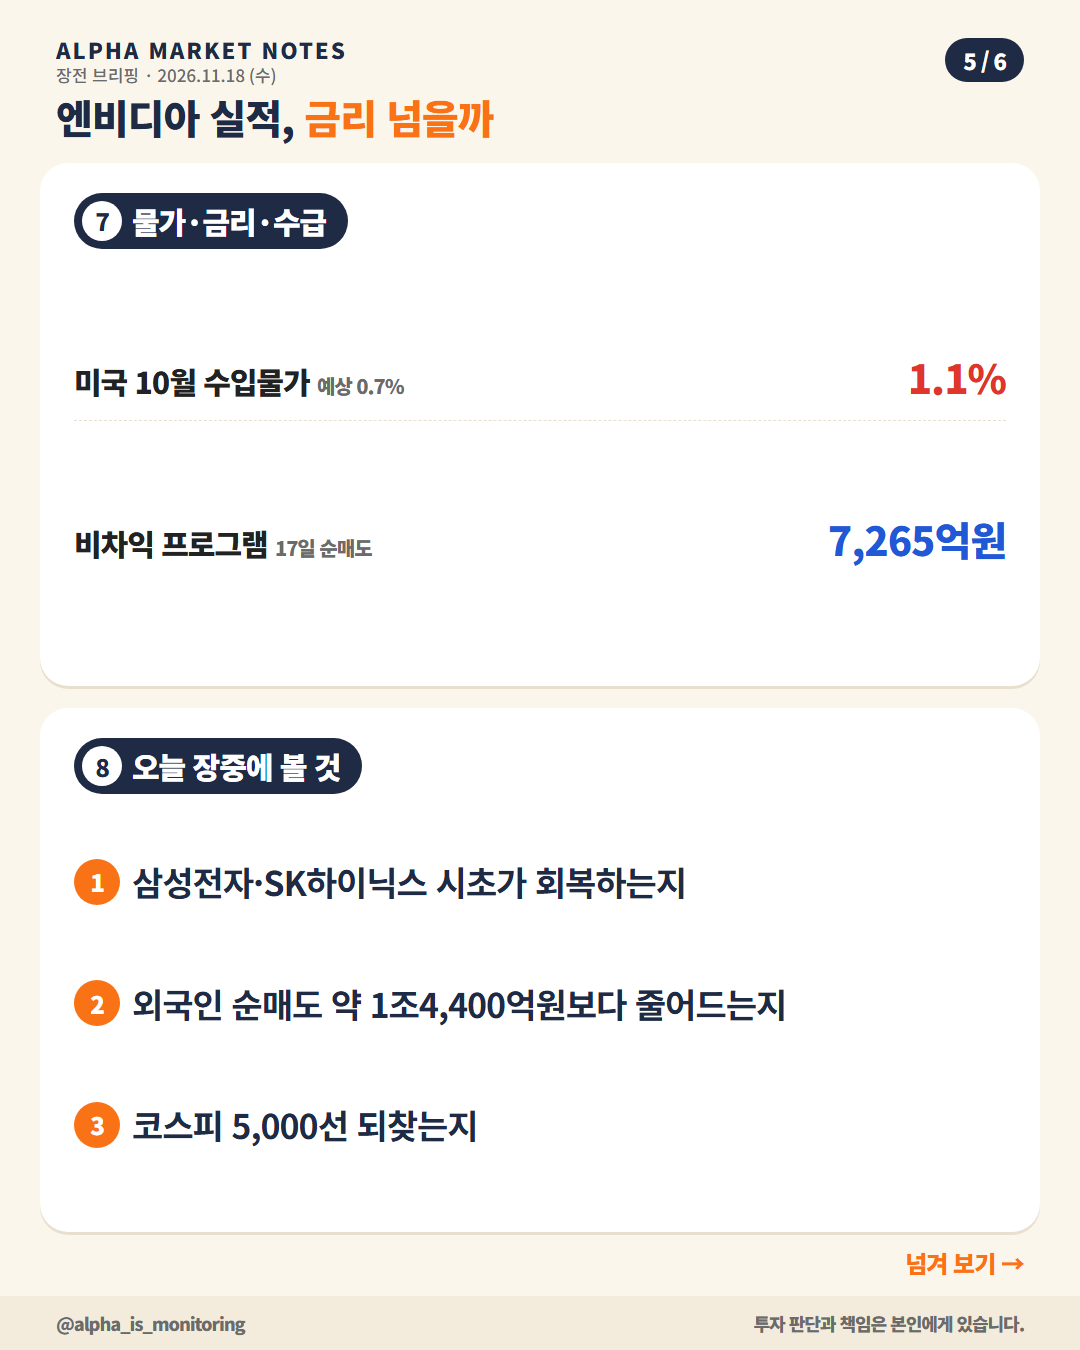 ALPHA MARKET NOTES
장전 브리핑 · 2026.11.18 (수)
5 / 6
엔비디아 실적, 금리 넘을까
7 물가·금리·수급
미국 10월 수입물가 예상 0.7% 1.1%
비차익 프로그램 17일 순매도 7,265억원
8 오늘 장중에 볼 것
1 삼성전자·SK하이닉스 시초가 회복하는지
2 외국인 순매도 약 1조4,400억원보다 줄어드는지
3 코스피 5,000선 되찾는지
넘겨 보기 →
@alpha_is_monitoring 투자 판단과 책임은 본인에게 있습니다.